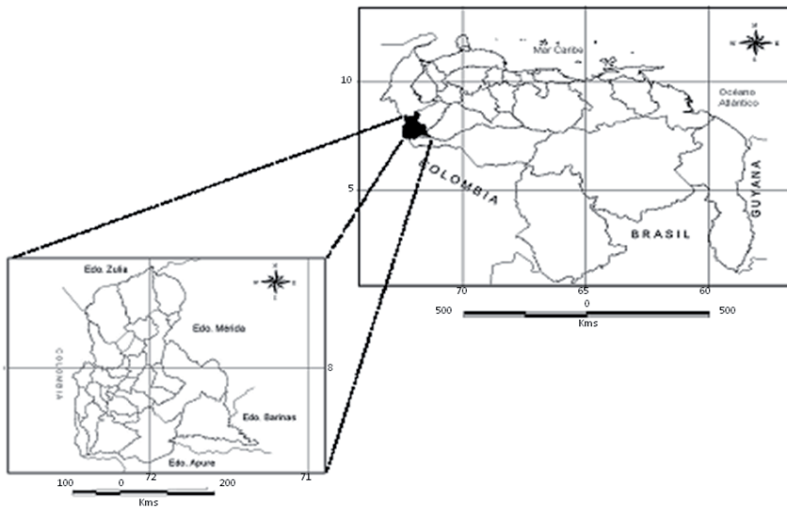 N
W
E
S
Mar Caribe
10
Océano
Atlántico
5
COLOMBIA
GUYANA
BRASIL
70
65
60
500
0
500
Kms
Edo. Zulia
Edo. Mérida
COLOMBIA
8
Edo. Barinas
Edo. Apure
72
71
100
0
200
Kms